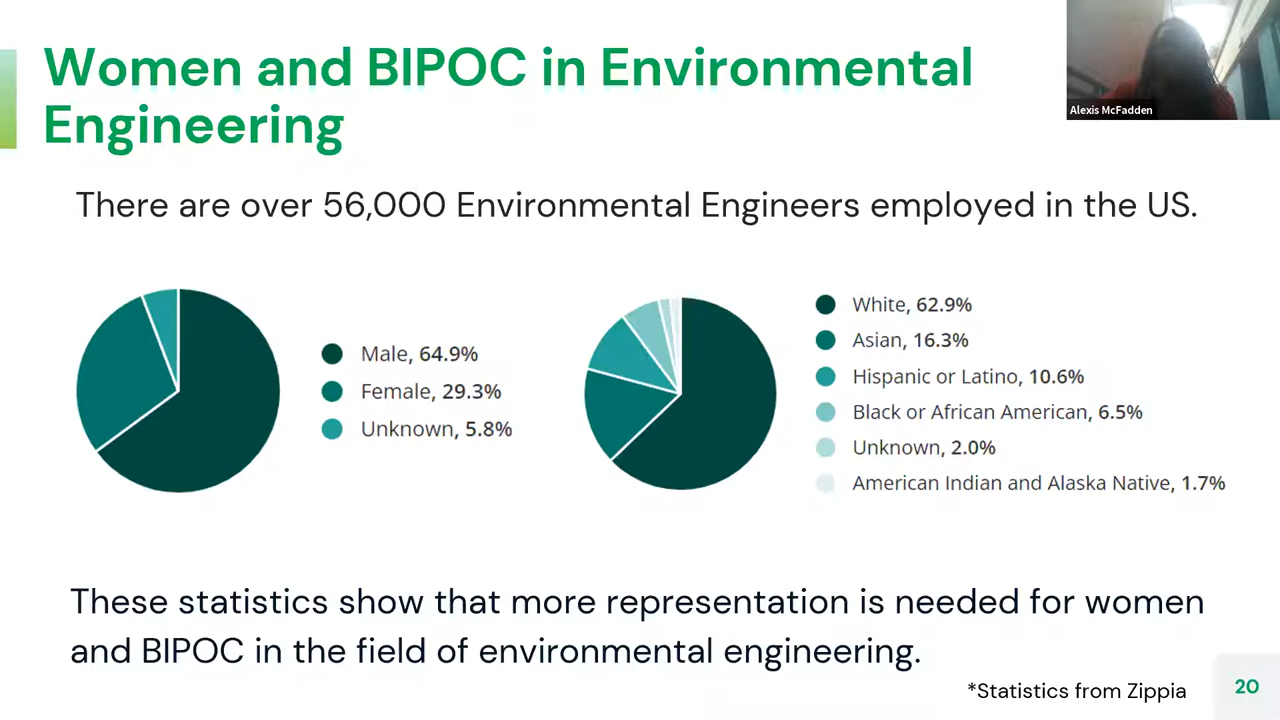 Women and BIPOC in Environmental
Engineering
Alexis McFadden
There are over 56,000 Environmental Engineers employed in the US.
Male, 64.9%
Female, 29.3%
Unknown, 5.8%
White, 62.9%
Asian, 16.3%
Hispanic or Latino, 10.6%
Black or African American, 6.5%
Unknown, 2.0%
American Indian and Alaska Native, 1.7%
These statistics show that more representation is needed for women
and BIPOC in the field of environmental engineering.
*Statistics from Zippia
20